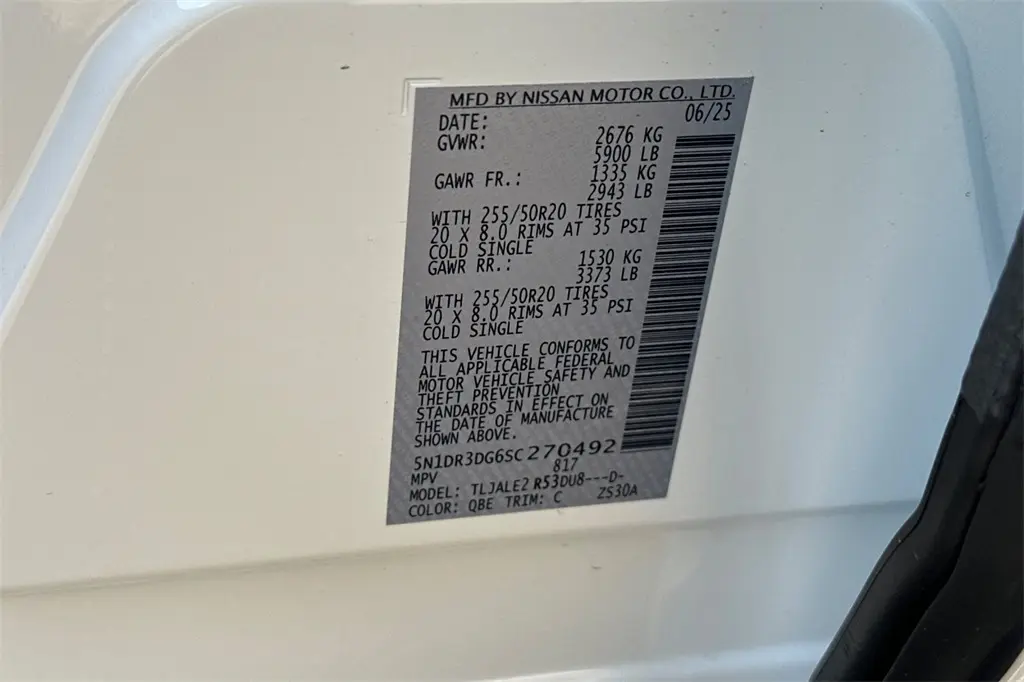 MFD BY NISSAN MOTOR CO., LTD.
DATE: 06/25
GVWR: 2676 KG
5900 LB
GAWR FR.: 1335 KG
2943 LB
WITH 255/50R20 TIRES
20 X 8.0 RIMS AT 35 PSI
COLD SINGLE
GAWR RR.: 1530 KG
3373 LB
WITH 255/50R20 TIRES
20 X 8.0 RIMS AT 35 PSI
COLD SINGLE
THIS VEHICLE CONFORMS TO
ALL APPLICABLE FEDERAL
MOTOR VEHICLE SAFETY AND
THEFT PREVENTION
STANDARDS IN EFFECT ON
THE DATE OF MANUFACTURE
SHOWN ABOVE.
5N1DR3DG6SC270492
MPV 817
MODEL: TLJALE2 R53DU8---D-
COLOR: QBE TRIM: C ZS30A